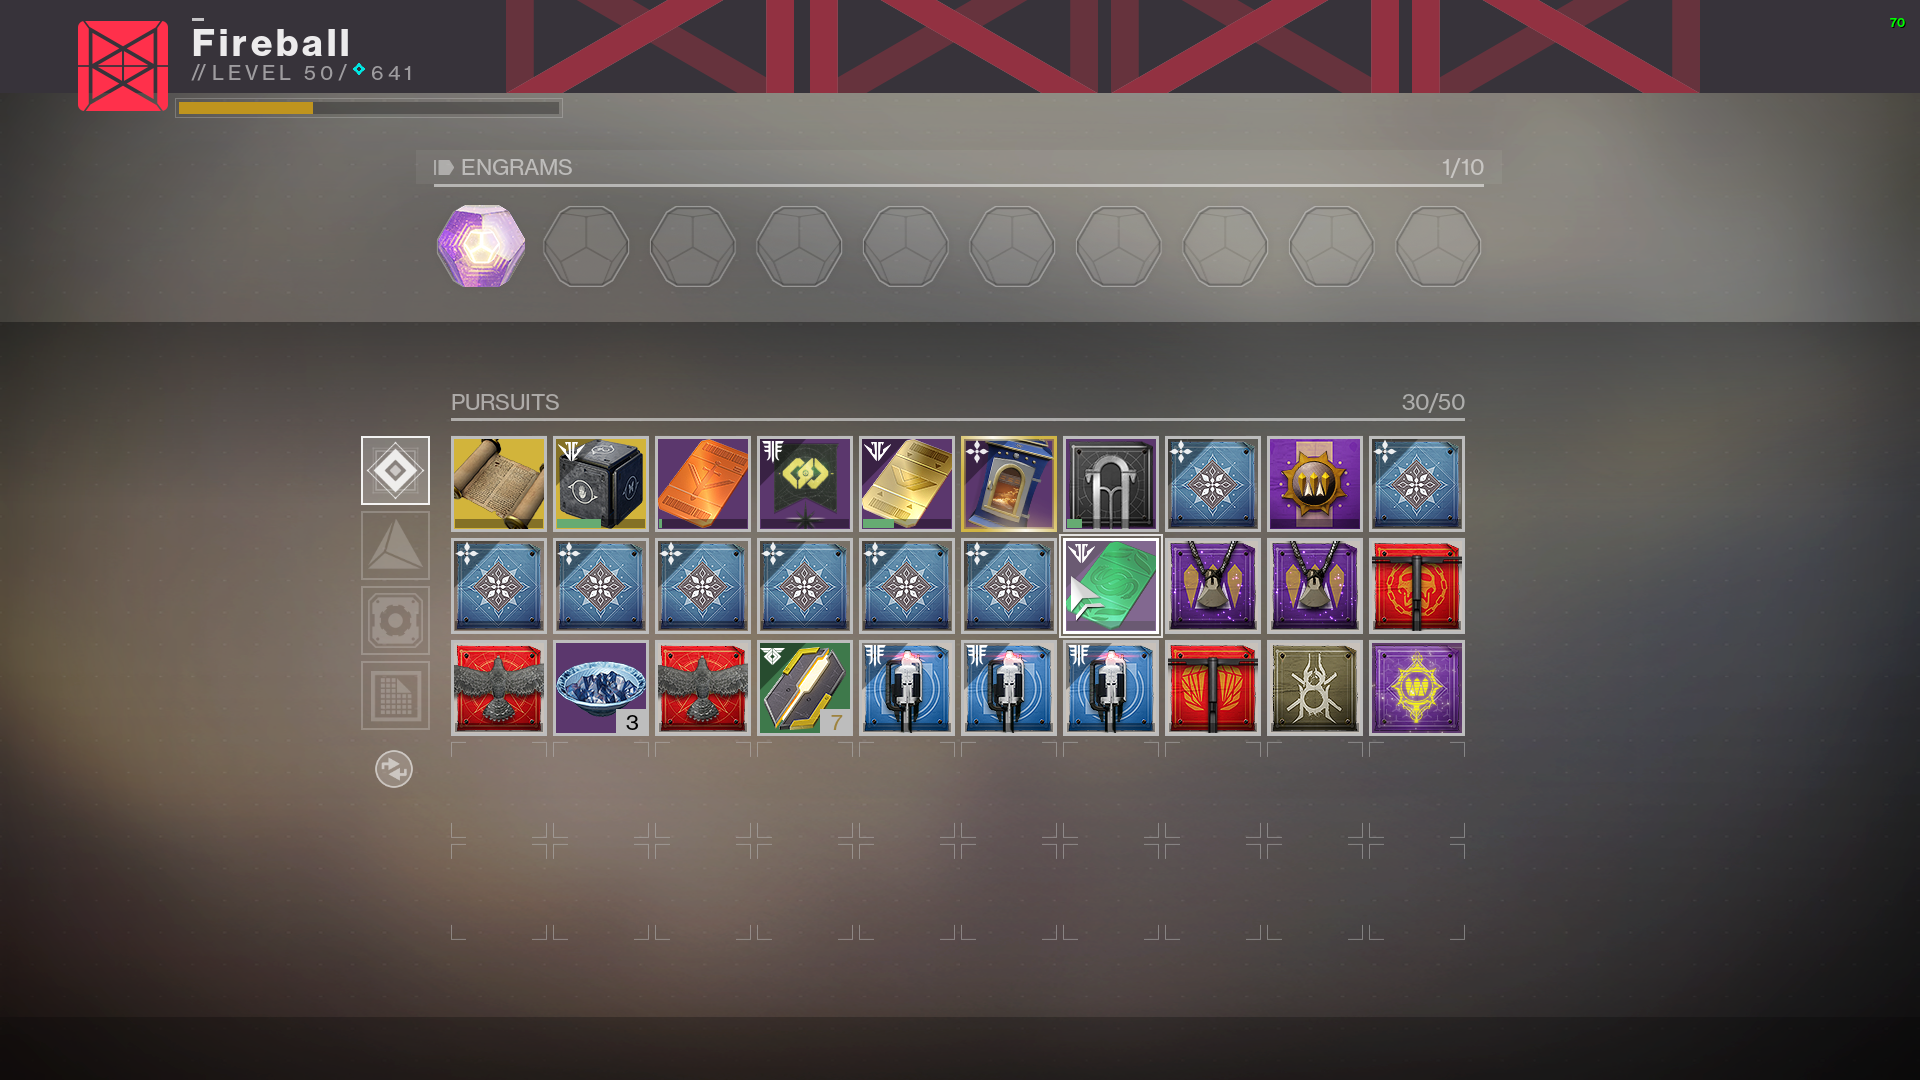 70
Fireball
//LEVEL 50/641
ENGRAMS
1/10
PURSUITS
30/50
3
7